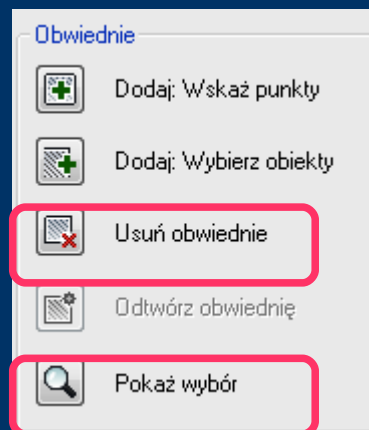 Obwiednie
Dodaj: Wskaż punkty
Dodaj: Wybierz obiekty
Usuń obwiednie
Odtwórz obwiednię
Pokaż wybór